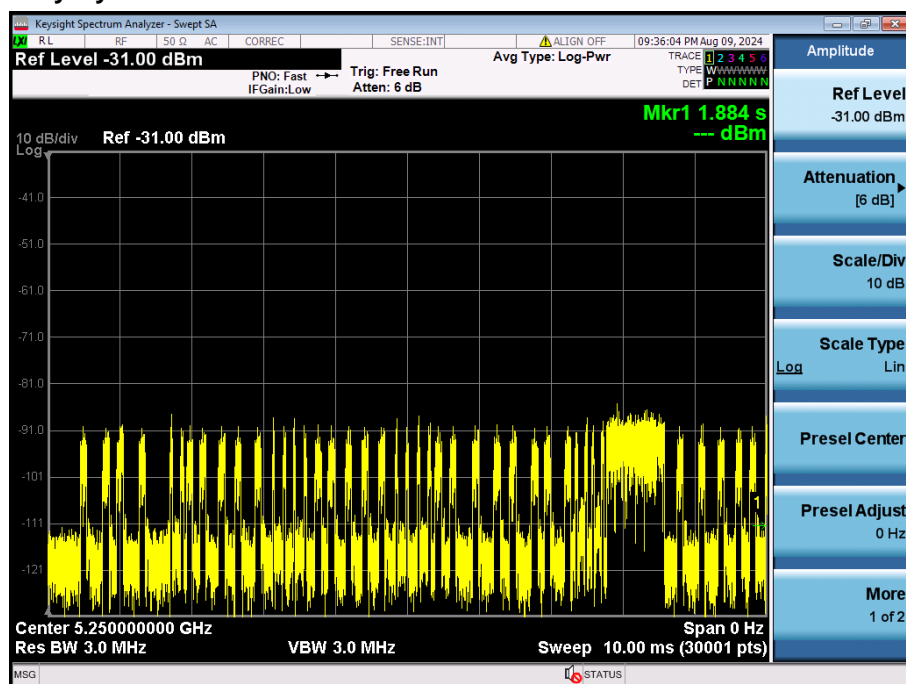 Keysight Spectrum Analyzer - Swept SA
LXI RL RF 50 Ω AC CORREC SENSE:INT ALIGN OFF 09:36:04 PM Aug 09, 2024
Ref Level -31.00 dBm
Avg Type: Log-Pwr
TRACE 1 2 3 4 5 6
PNO: Fast
Trig: Free Run
TYPE WWWWWW
IFGain:Low
Atten: 6 dB
DET P N N N N N
Mkr1 1.884 s
--- dBm
10 dB/div Ref -31.00 dBm
Log
-41.0
-51.0
-61.0
-71.0
-81.0
-91.0
-101
-111
-121
1
Center 5.250000000 GHz
Span 0 Hz
Res BW 3.0 MHz
VBW 3.0 MHz
Sweep 10.00 ms (30001 pts)
MSG
STATUS
Amplitude
Ref Level
-31.00 dBm
Attenuation
[6 dB]
Scale/Div
10 dB
Scale Type
Log Lin
Presel Center
Presel Adjust
0 Hz
More
1 of 2